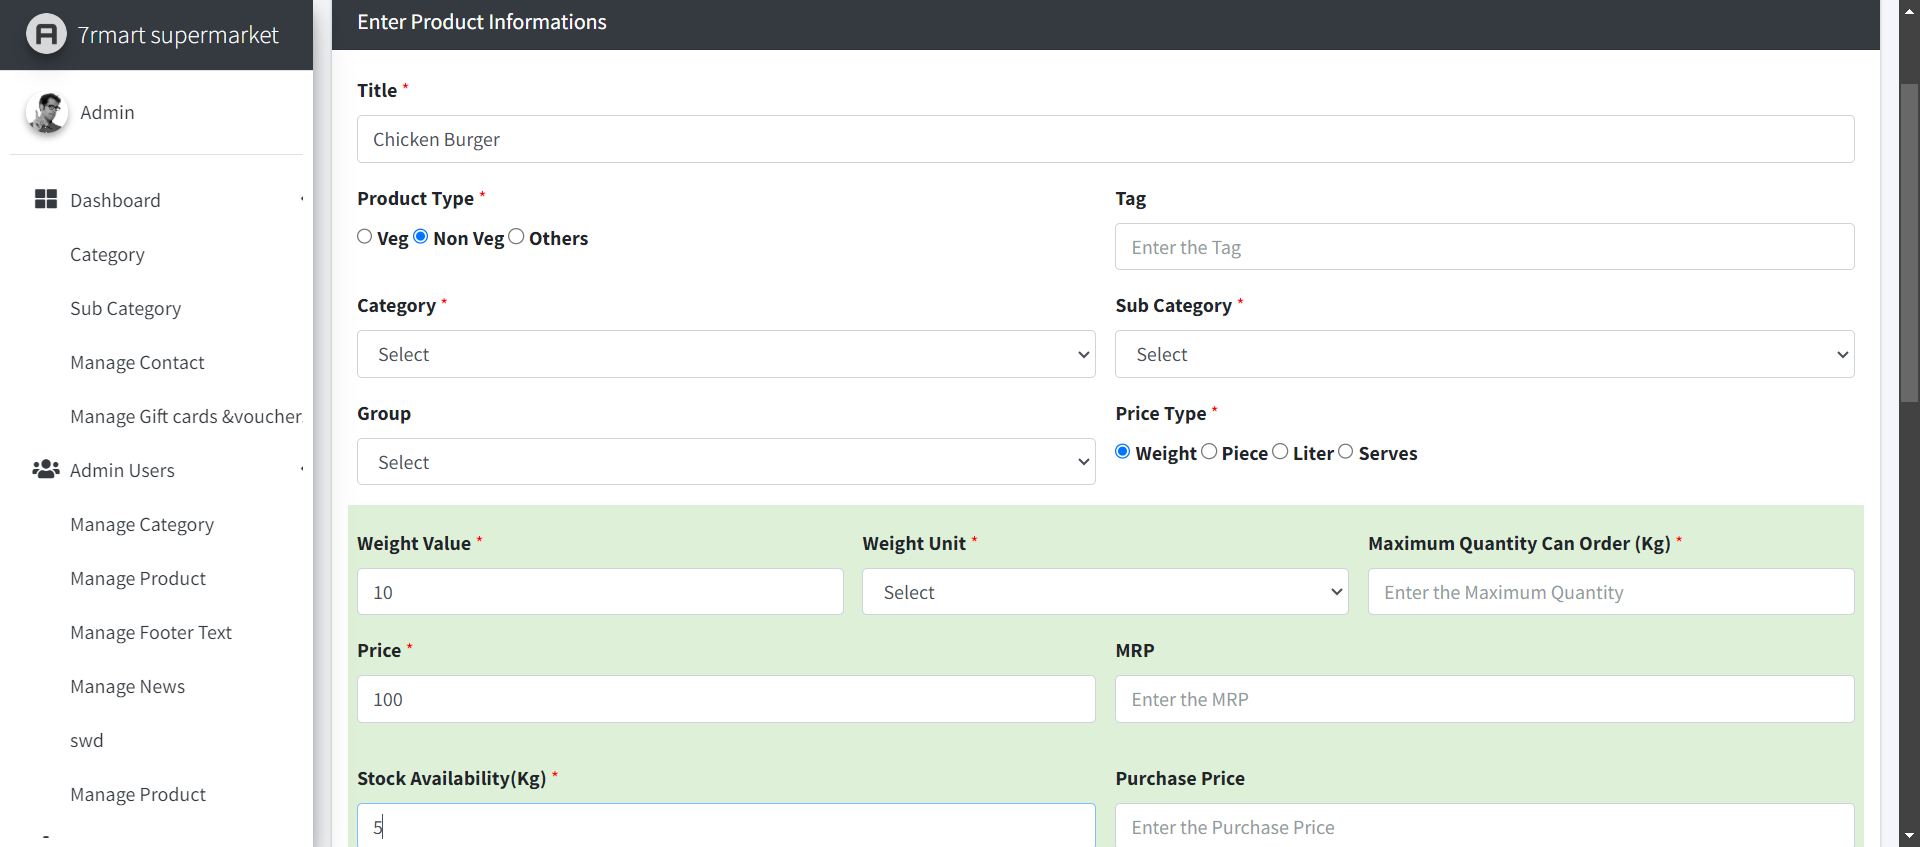 7rmart supermarket
Admin
Dashboard
Category
Sub Category
Manage Contact
Manage Gift cards &voucher
Admin Users
Manage Category
Manage Product
Manage Footer Text
Manage News
swd
Manage Product
Enter Product Informations
Title *
Chicken Burger
Product Type *
Veg Non Veg Others
Tag
Enter the Tag
Category *
Select
Sub Category *
Select
Group
Select
Price Type *
Weight Piece Liter Serves
Weight Value *
10
Weight Unit *
Select
Maximum Quantity Can Order (Kg) *
Enter the Maximum Quantity
Price *
100
MRP
Enter the MRP
Stock Availability(Kg) *
5
Purchase Price
Enter the Purchase Price